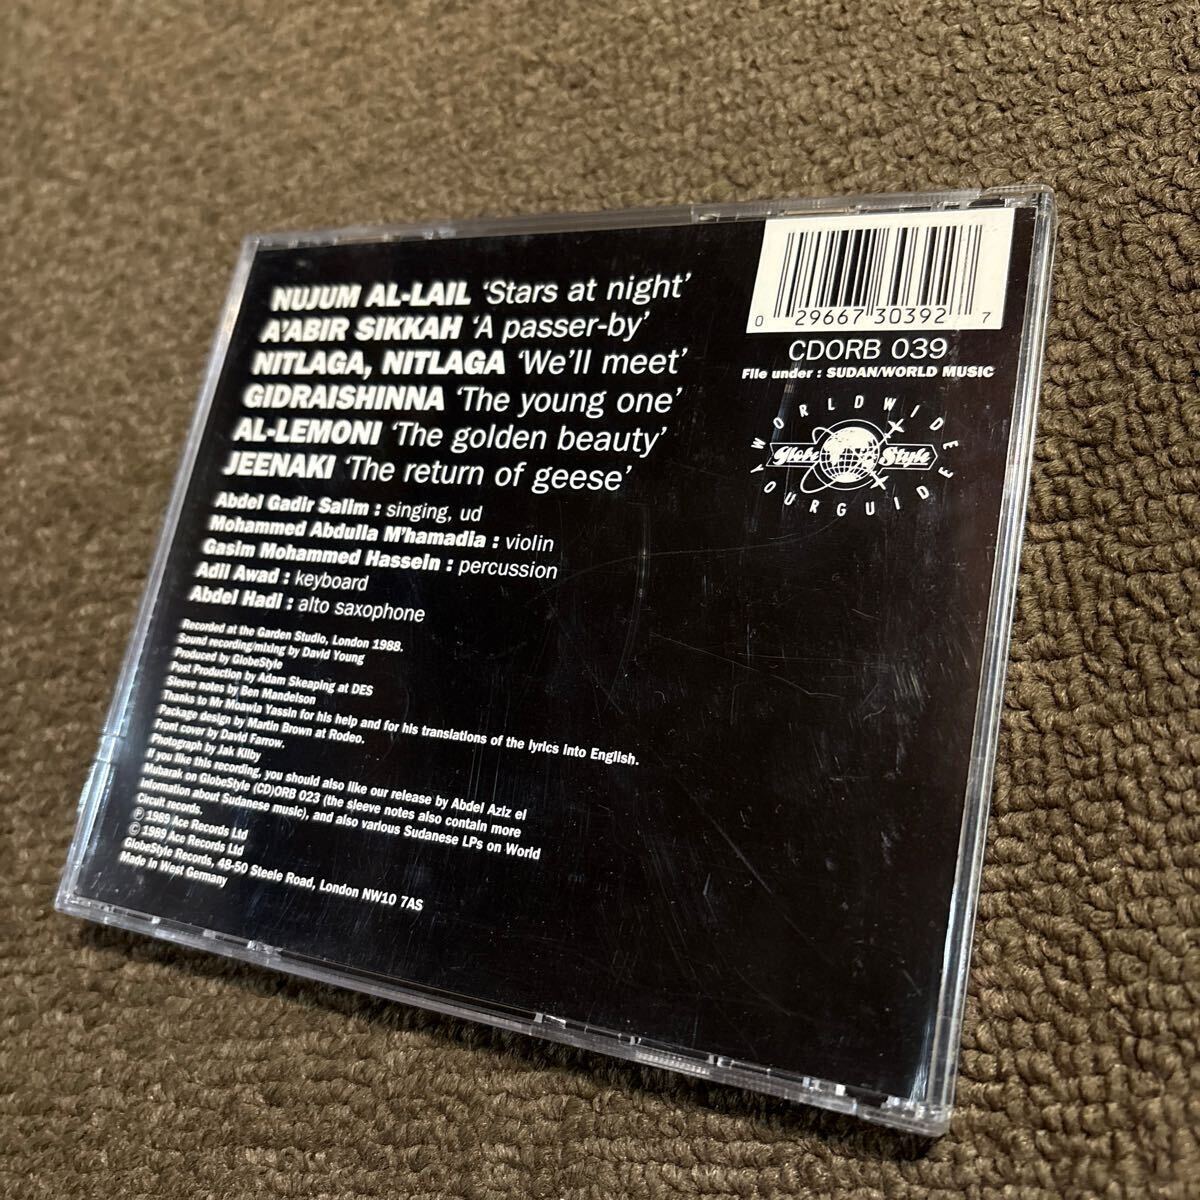 NUJUM AL-LAIL 'Stars at night'
A'ABIR SIKKAH 'A passer-by'
NITLAGA, NITLAGA 'We'll meet'
GIDRAISHINNA 'The young one'
AL-LEMONI 'The golden beauty'
JEENAKI 'The return of geese'
Abdel Gadir Salim : singing, ud
Mohammed Abdulla M'hamadia : violin
Gasim Mohammed Hassein : percussion
Adil Awad : keyboard
Abdel Hadi : alto saxophone
Recorded at the Garden Studio, London 1988.
Sound recording/mixing by David Young
Produced by GlobeStyle
Post Production by Adam Skeaping at DES
Sleeve notes by Ben Mandelson
Thanks to Mr Moawia Yassin for his help and for his translations of the lyrics into English.
Package design by Martin Brown at Rodeo.
Front cover by David Farrow.
Photograph by Jak Kilby
If you like this recording, you should also like our release by Abdel Aziz el
Mubarak on GlobeStyle (CD)ORB 023 (the sleeve notes also contain more
information about Sudanese music), and also various Sudanese LPs on World
Circuit records.
℗ 1989 Ace Records Ltd
© 1989 Ace Records Ltd
GlobeStyle Records, 48-50 Steele Road, London NW10 7AS
Made in West Germany
0 29667 30392 7
CDORB 039
File under : SUDAN/WORLD MUSIC
WORLDWIDE
Globe Style
YOUR GUIDE